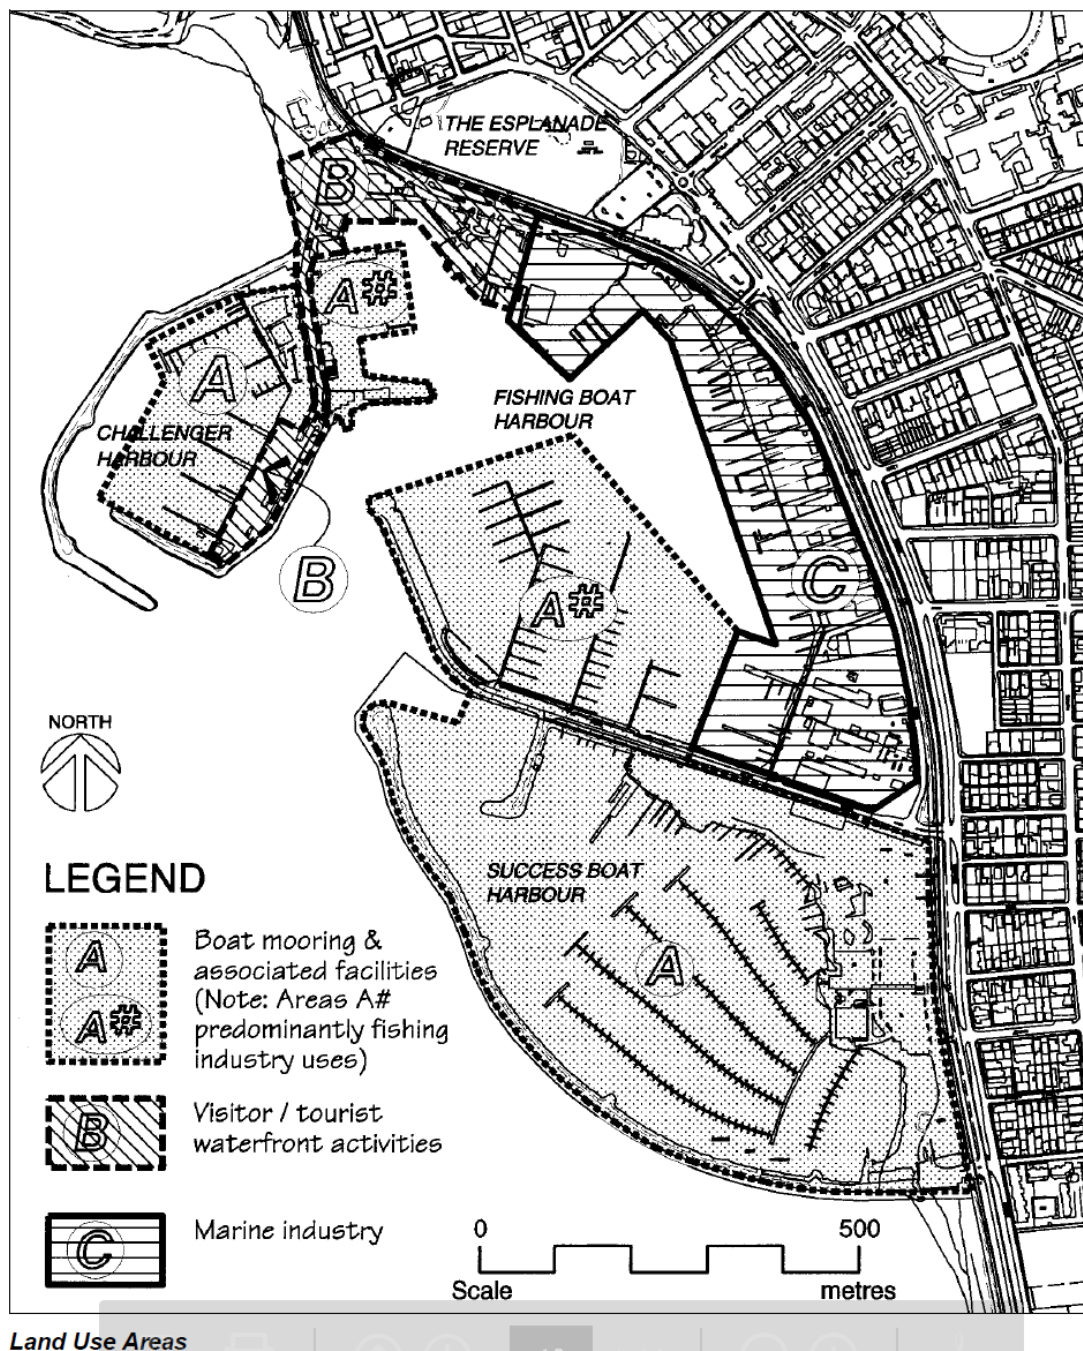 THE ESPLANADE
RESERVE
B
A#
A
CHALLENGER
HARBOUR
FISHING BOAT
HARBOUR
B
C
A#
NORTH
SUCCESS BOAT
HARBOUR
A
LEGEND
A
A#
Boat mooring &
associated facilities
(Note: Areas A#
predominantly fishing
industry uses)
B
Visitor / tourist
waterfront activities
C
Marine industry
0 500
Scale metres
Land Use Areas